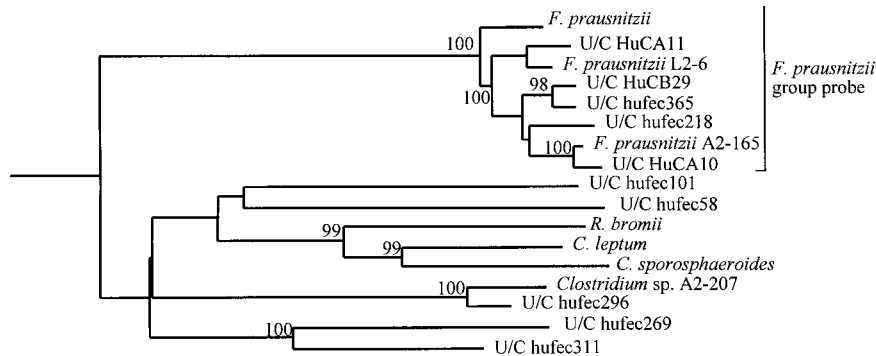 F. prausnitzii
100
U/C HuCA11
F. prausnitzii L2-6
F. prausnitzii
group probe
98
U/C HuCB29
100
U/C hufec365
U/C hufec218
100
F. prausnitzii A2-165
U/C HuCA10
U/C hufec101
U/C hufec58
99
R. bromii
99
C. leptum
C. sporosphaeroides
100
Clostridium sp. A2-207
U/C hufec296
100
U/C hufec269
U/C hufec311